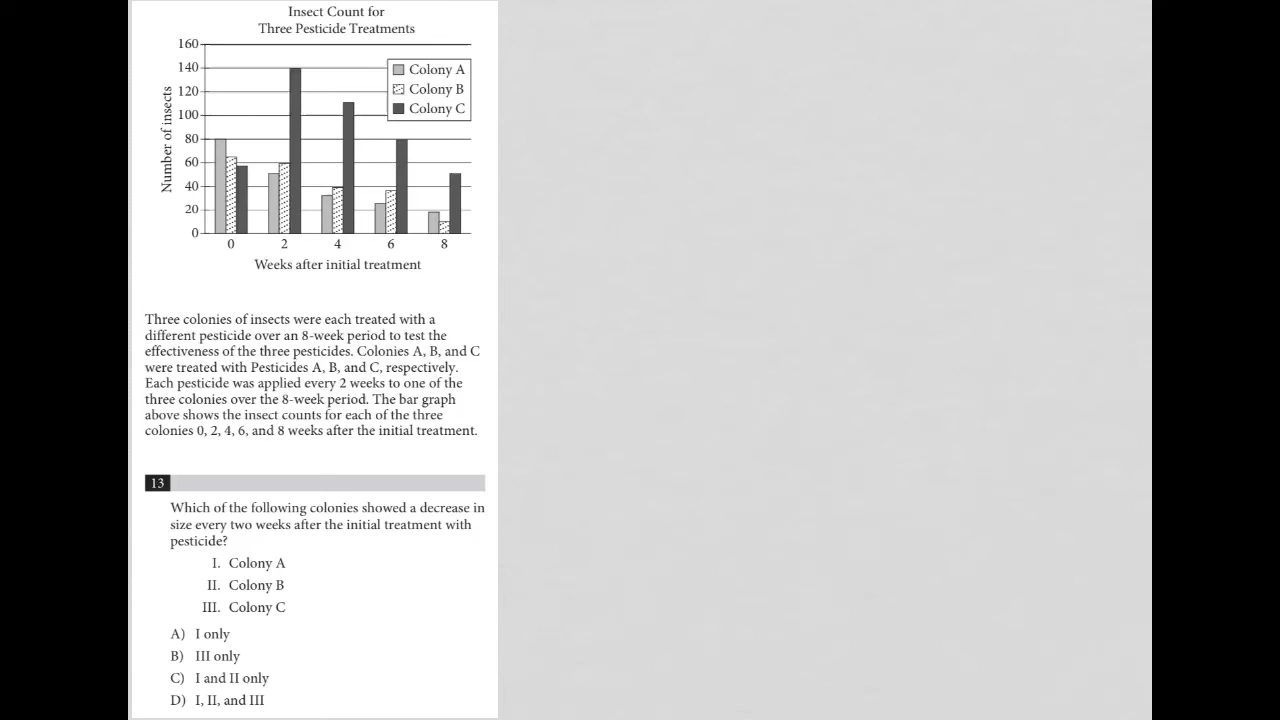 Insect Count for
Three Pesticide Treatments
Number of insects
160
140
120
100
80
60
40
20
0
Colony A
Colony B
Colony C
0 2 4 6 8
Weeks after initial treatment
Three colonies of insects were each treated with a
different pesticide over an 8-week period to test the
effectiveness of the three pesticides. Colonies A, B, and C
were treated with Pesticides A, B, and C, respectively.
Each pesticide was applied every 2 weeks to one of the
three colonies over the 8-week period. The bar graph
above shows the insect counts for each of the three
colonies 0, 2, 4, 6, and 8 weeks after the initial treatment.
13
Which of the following colonies showed a decrease in
size every two weeks after the initial treatment with
pesticide?
I. Colony A
II. Colony B
III. Colony C
A) I only
B) III only
C) I and II only
D) I, II, and III